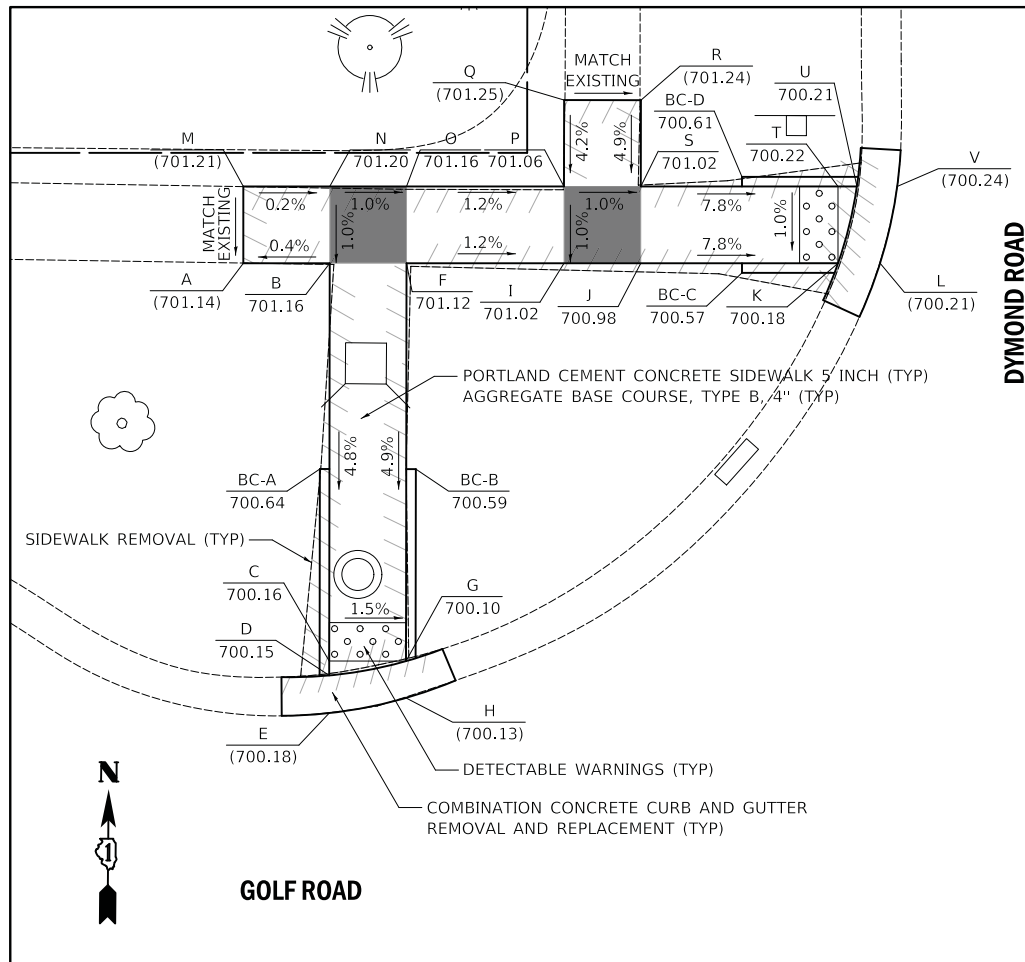 MATCH
EXISTING
R
(701.24)
U
700.21
Q
(701.25)
BC-D
700.61
T
700.22
M
(701.21)
N
701.20
O
701.16
P
701.06
S
701.02
V
(700.24)
4.2%
4.9%
0.2%
1.0%
1.2%
1.0%
7.8%
MATCH
EXISTING
1.0%
1.0%
1.0%
0.4%
1.2%
7.8%
A
(701.14)
B
701.16
F
701.12
I
701.02
J
700.98
BC-C
700.57
K
700.18
L
(700.21)
DYMOND ROAD
PORTLAND CEMENT CONCRETE SIDEWALK 5 INCH (TYP)
AGGREGATE BASE COURSE, TYPE B, 4" (TYP)
4.8%
4.9%
BC-A
700.64
BC-B
700.59
SIDEWALK REMOVAL (TYP)
C
700.16
G
700.10
1.5%
D
700.15
E
(700.18)
H
(700.13)
DETECTABLE WARNINGS (TYP)
COMBINATION CONCRETE CURB AND GUTTER
REMOVAL AND REPLACEMENT (TYP)
N
1
GOLF ROAD